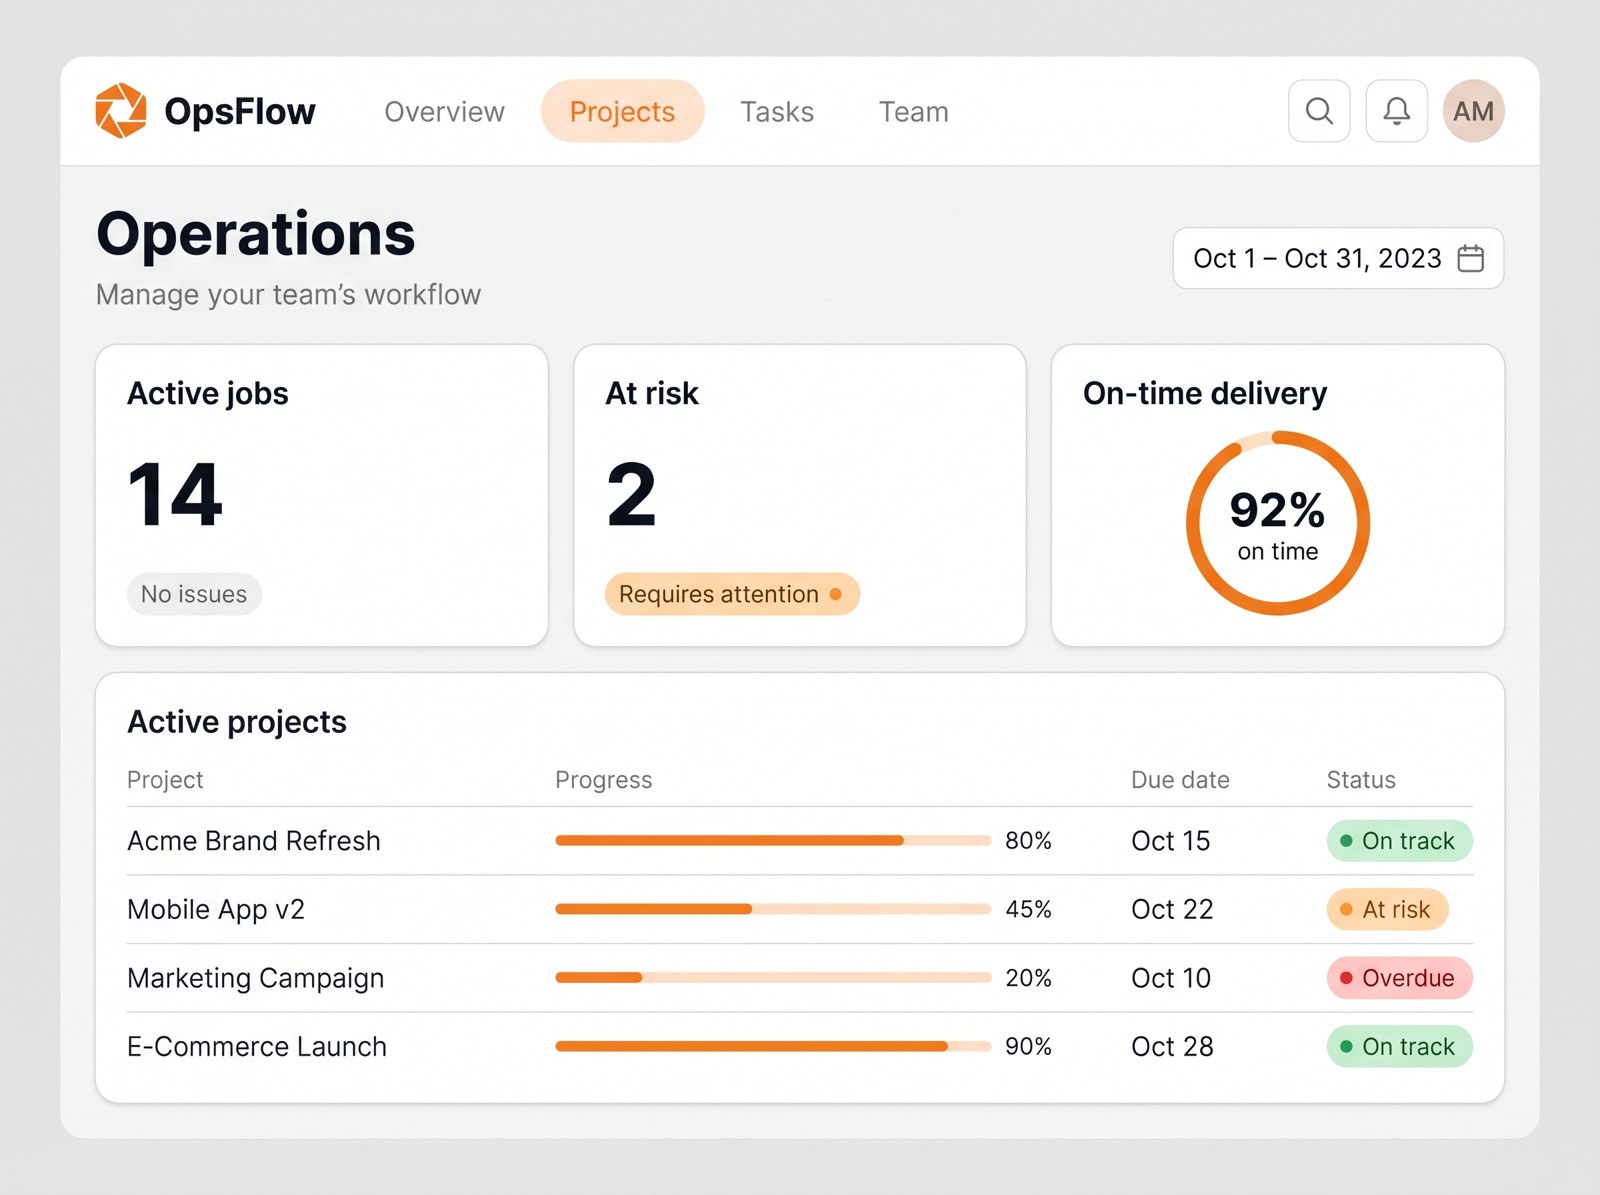 OpsFlow
Overview
Projects
Tasks
Team
AM
Operations
Manage your team’s workflow
Oct 1 – Oct 31, 2023
Active jobs
14
No issues
At risk
2
Requires attention
On-time delivery
92%
on time
Active projects
Project Progress Due date Status
Acme Brand Refresh 80% Oct 15 On track
Mobile App v2 45% Oct 22 At risk
Marketing Campaign 20% Oct 10 Overdue
E-Commerce Launch 90% Oct 28 On track